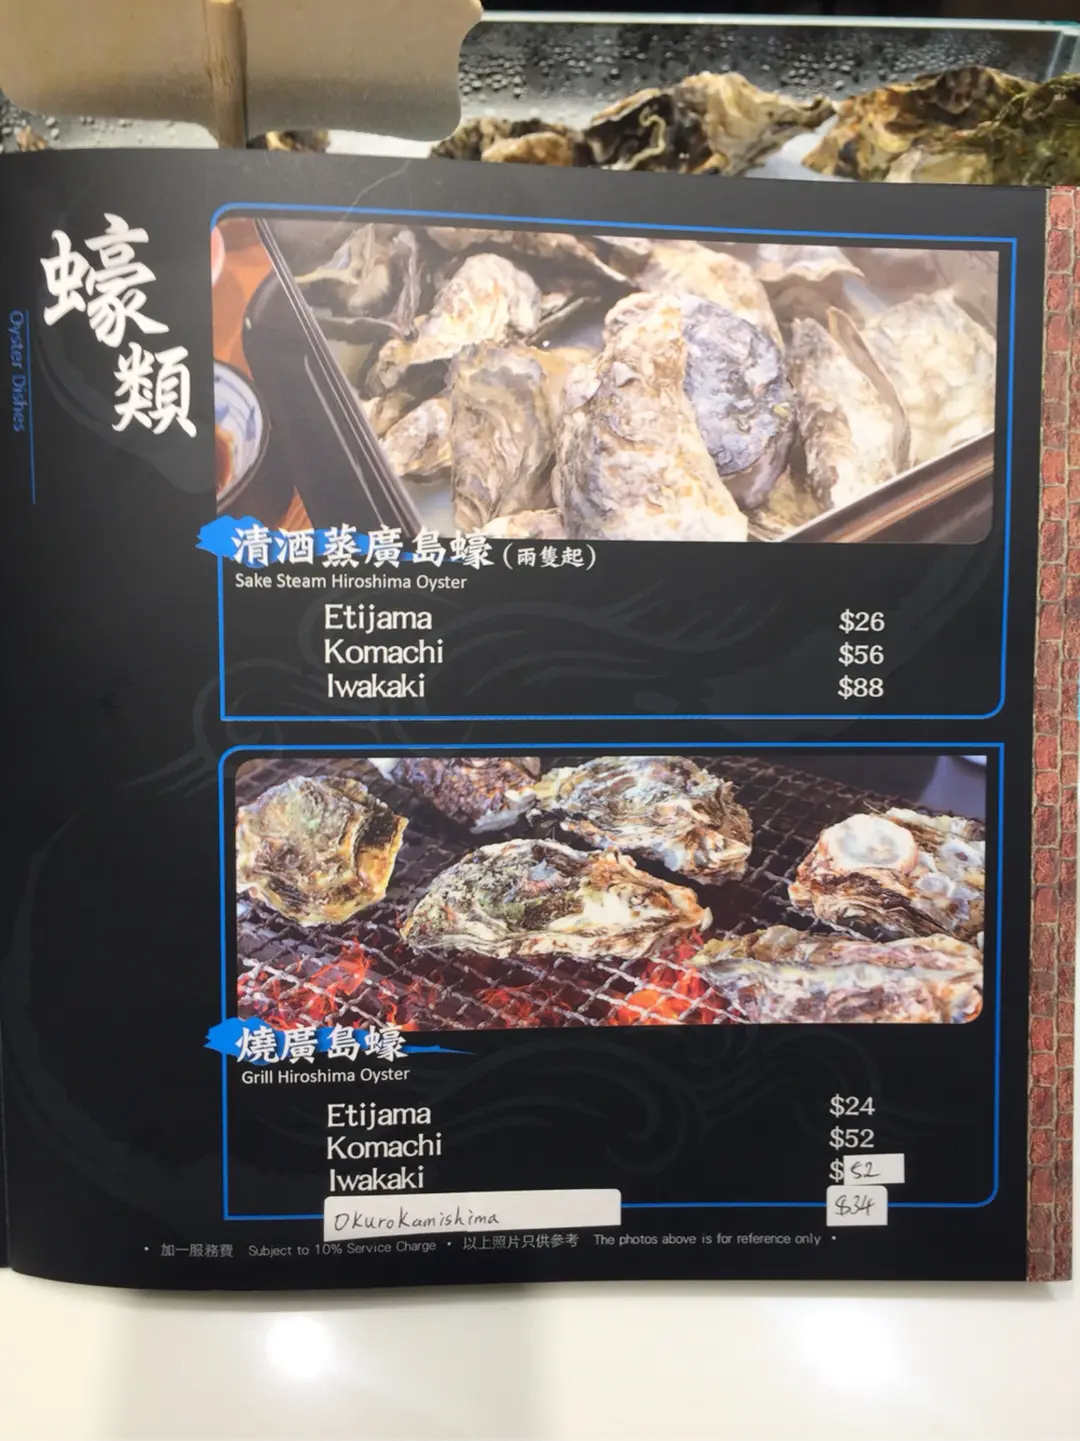 蠔類
Oyster Dishes
清酒蒸廣島蠔(兩隻起)
Sake Steam Hiroshima Oyster
Etijama $26
Komachi $56
Iwakaki $88
燒廣島蠔
Grill Hiroshima Oyster
Etijama $24
Komachi $52
Iwakaki $52
Okurokamishima $34
• 加一服務費 Subject to 10% Service Charge • 以上照片只供參考 The photos above is for reference only •